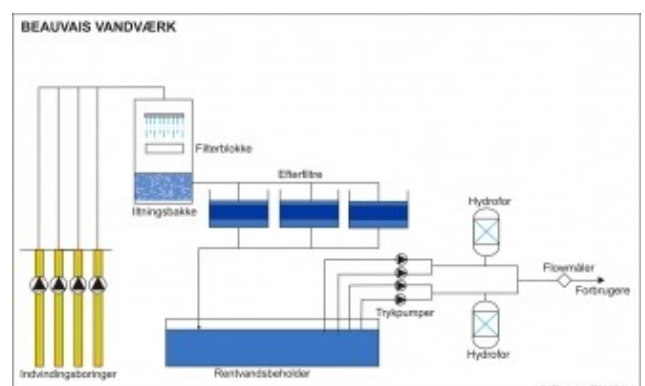 BEAUVAIS VANDVÆRK
Filterblokke
Iltningsbakke
Efterfiltre
Hydrofor
Flowmåler
Forbrugere
Trykpumper
Hydrofor
Indvindingsboringer
Rentvandsbeholder